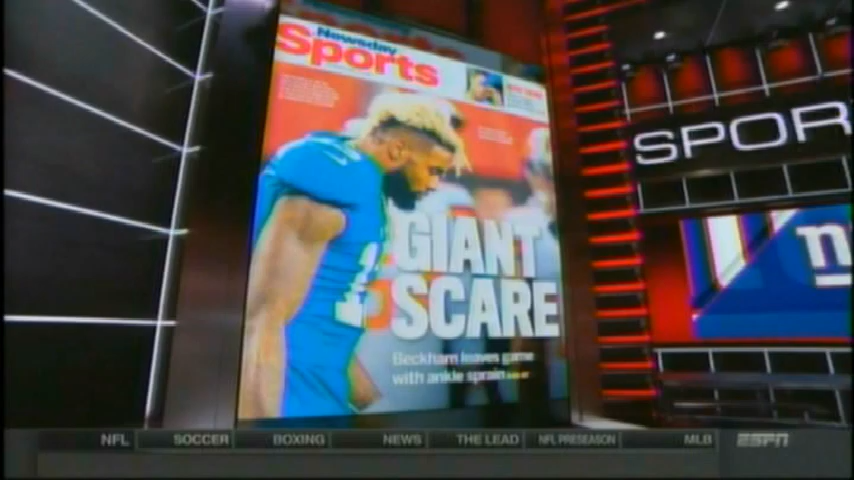 Newsday
Sports
GIANT
SCARE
Beckham leaves game
with ankle sprain
SPOR
ny
NFL
SOCCER
BOXING
NEWS
THE LEAD
NFL PRESEASON
MLB
ESPN